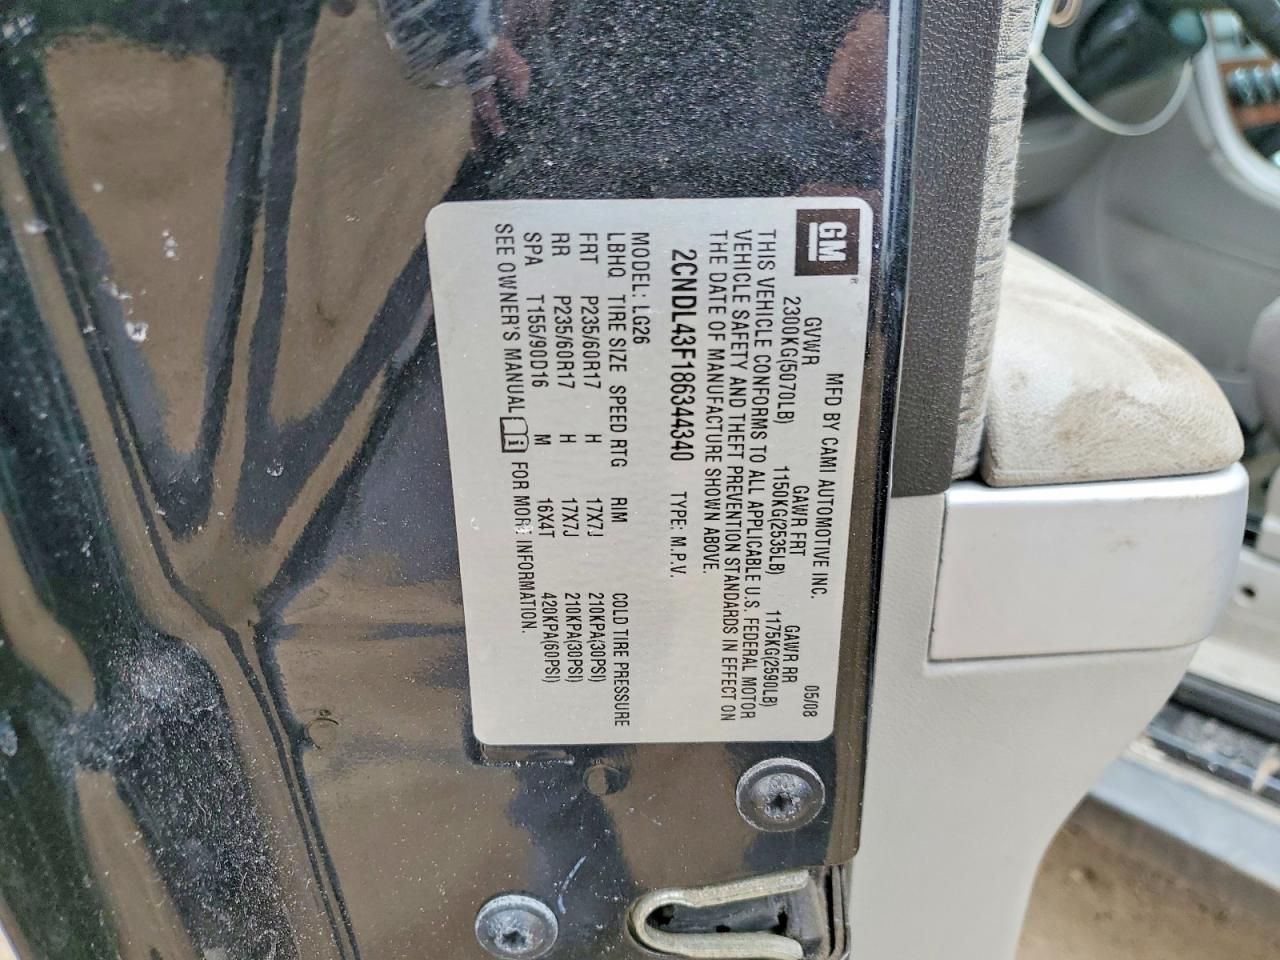 GM
MFD BY CAMI AUTOMOTIVE INC. 05/08
GVWR GAWR FRT GAWR RR
2300KG(5070LB) 1150KG(2535LB) 1175KG(2590LB)
THIS VEHICLE CONFORMS TO ALL APPLICABLE U.S. FEDERAL MOTOR
VEHICLE SAFETY AND THEFT PREVENTION STANDARDS IN EFFECT ON
THE DATE OF MANUFACTURE SHOWN ABOVE.
2CNDL43F186344340 TYPE: M.P.V.
MODEL: LG26
LBHQ TIRE SIZE SPEED RTG RIM COLD TIRE PRESSURE
FRT P235/60R17 H 17X7J 210KPA(30PSI)
RR P235/60R17 H 17X7J 210KPA(30PSI)
SPA T155/90D16 M 16X4T 420KPA(60PSI)
SEE OWNER'S MANUAL i FOR MORE INFORMATION.